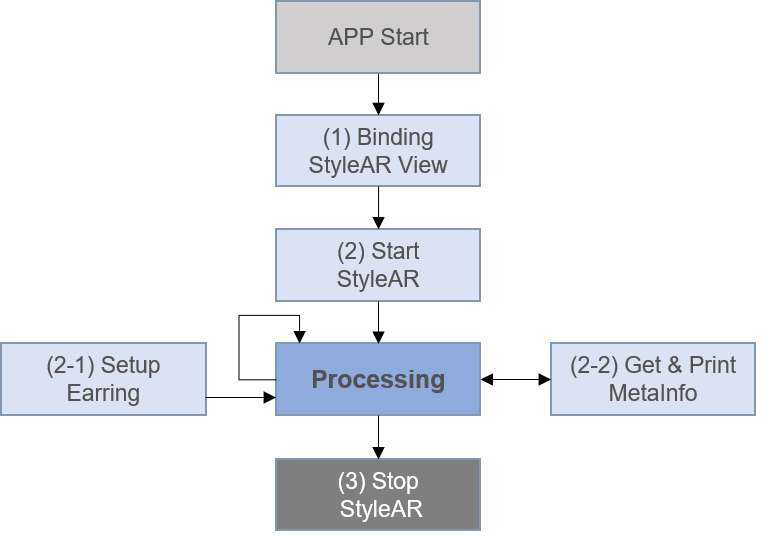 APP Start
(1) Binding
StyleAR View
(2) Start
StyleAR
(2-1) Setup
Earring
Processing
(2-2) Get & Print
MetaInfo
(3) Stop
StyleAR